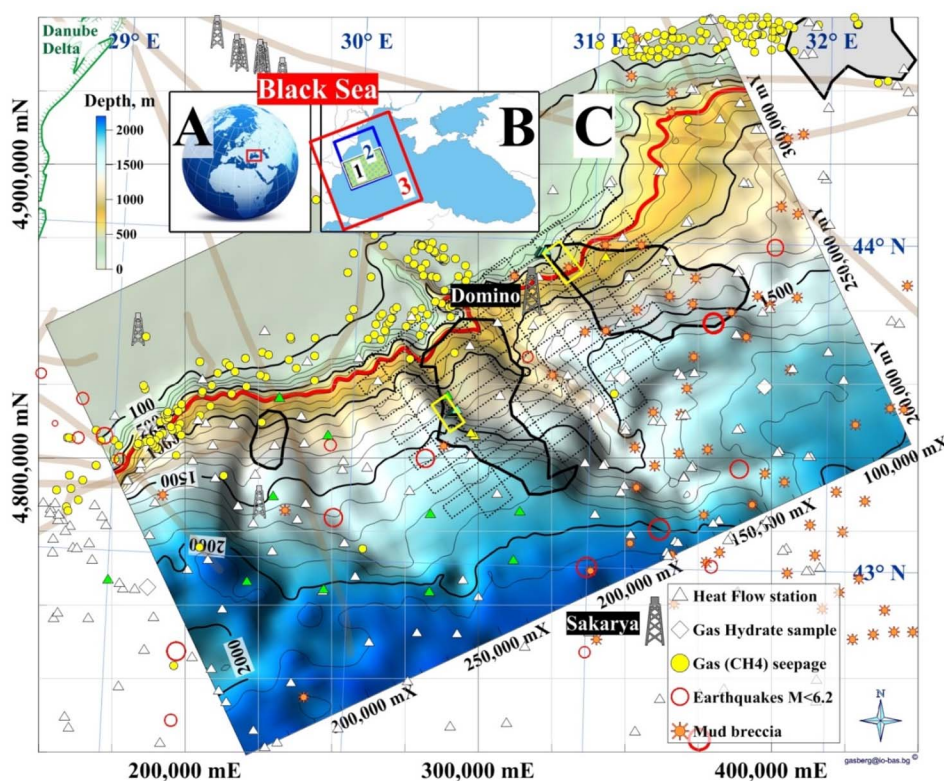 Danube
Delta
29° E
30° E
31° E
32° E
Black Sea
Depth, m
2000
1500
1000
500
0
A
B
C
1
2
3
4,900,000 mN
4,800,000 mN
300,000 mY
250,000 mY
200,000 mY
44° N
43° N
Domino
1500
100
1500
2000
2000
100,000 mX
150,000 mX
200,000 mX
250,000 mX
200,000 mX
Sakarya
Heat Flow station
Gas Hydrate sample
Gas (CH4) seepage
Earthquakes M<6.2
Mud breccia
N
gasberg@io-bas.bg ©
200,000 mE
300,000 mE
400,000 mE